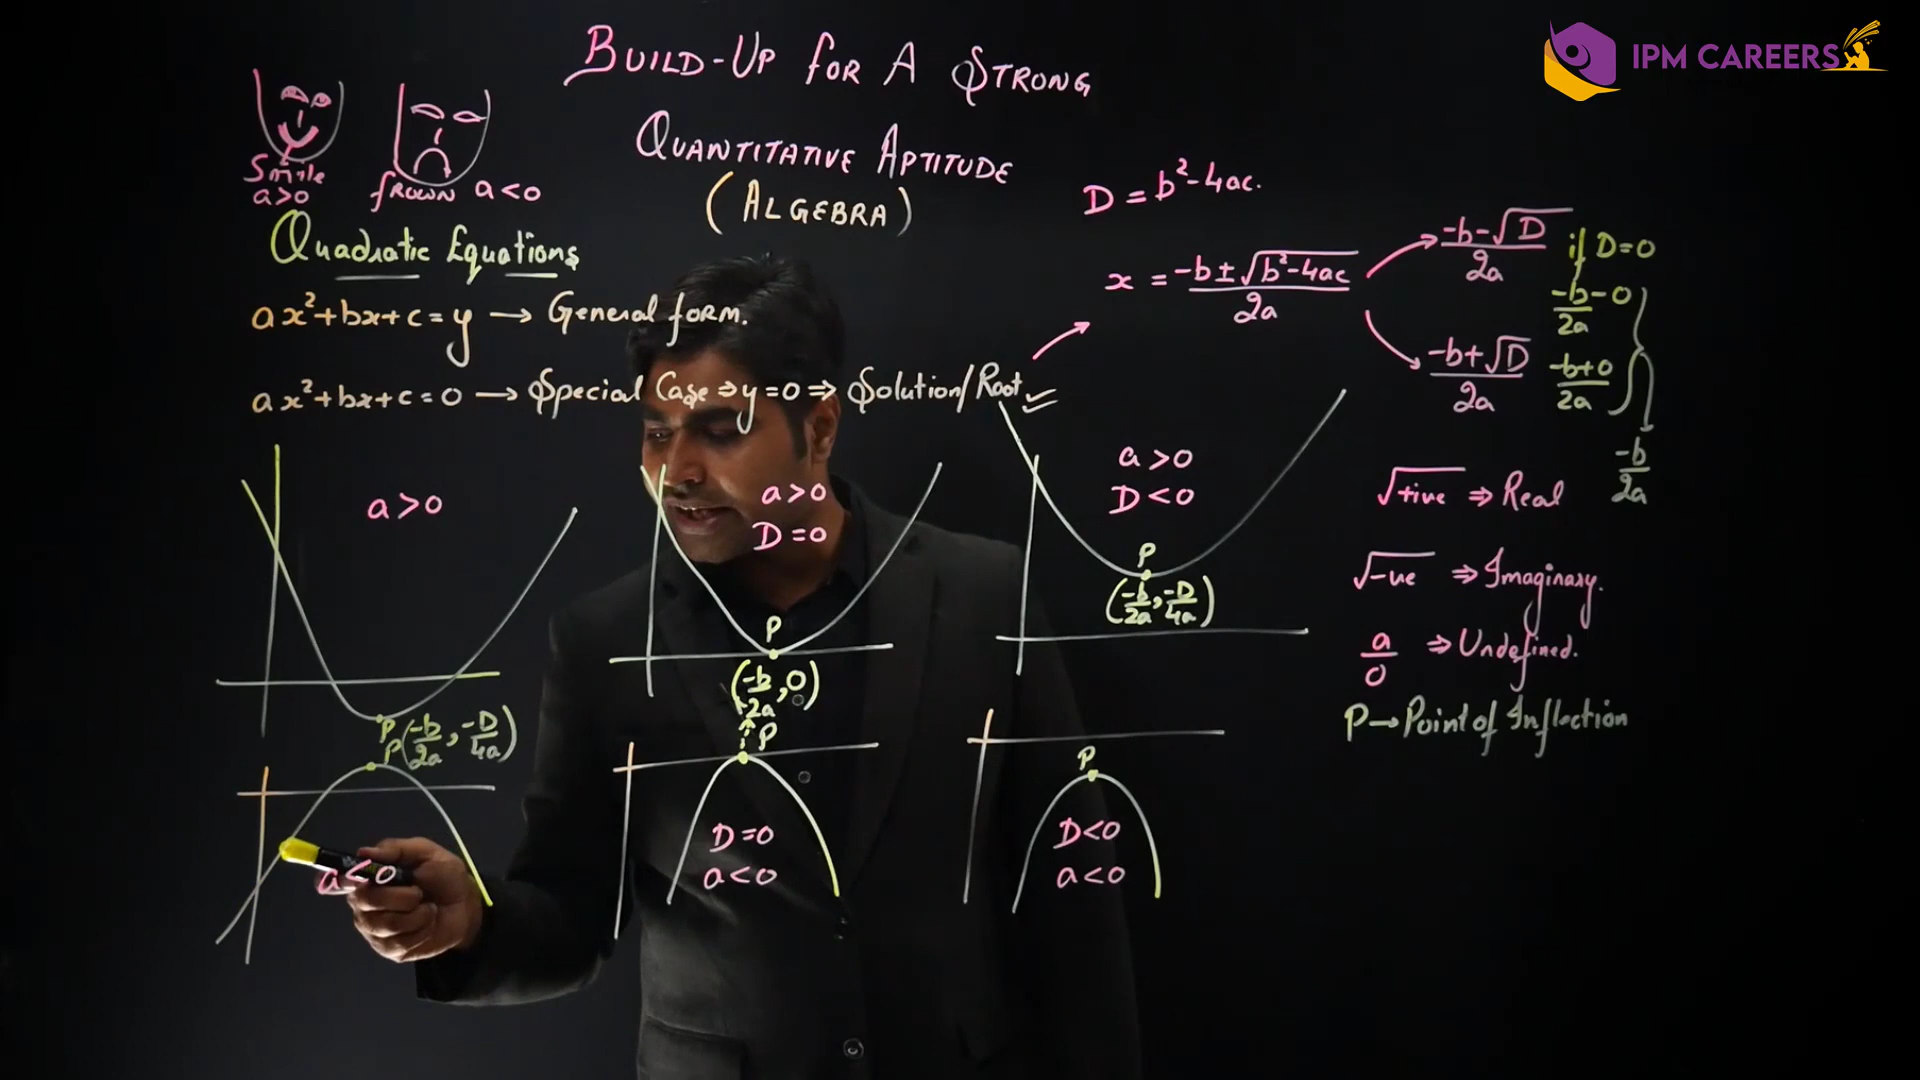 IPM CAREERS
BUILD-UP FOR A STRONG
QUANTITATIVE APTITUDE
(ALGEBRA)
Smile
a>0
FROWN a<0
Quadratic Equations
ax²+bx+c=y → General form.
ax²+bx+c=0 → Special Case ⇒ y=0 ⇒ Solution/Root
D = b²-4ac.
x = (-b±√(b²-4ac))/2a
(-b-√D)/2a
(-b+√D)/2a
if D=0
(-b-0)/2a
(-b+0)/2a
-b/2a
√+ive ⇒ Real
√-ve ⇒ Imaginary.
a/0 ⇒ Undefined.
P→Point of Inflection
a>0
P(-b/2a, -D/4a)
a>0
D=0
P
(-b/2a, 0)
a>0
D<0
P
(-b/2a, -D/4a)
P
a<0
P
D=0
a<0
P
D<0
a<0